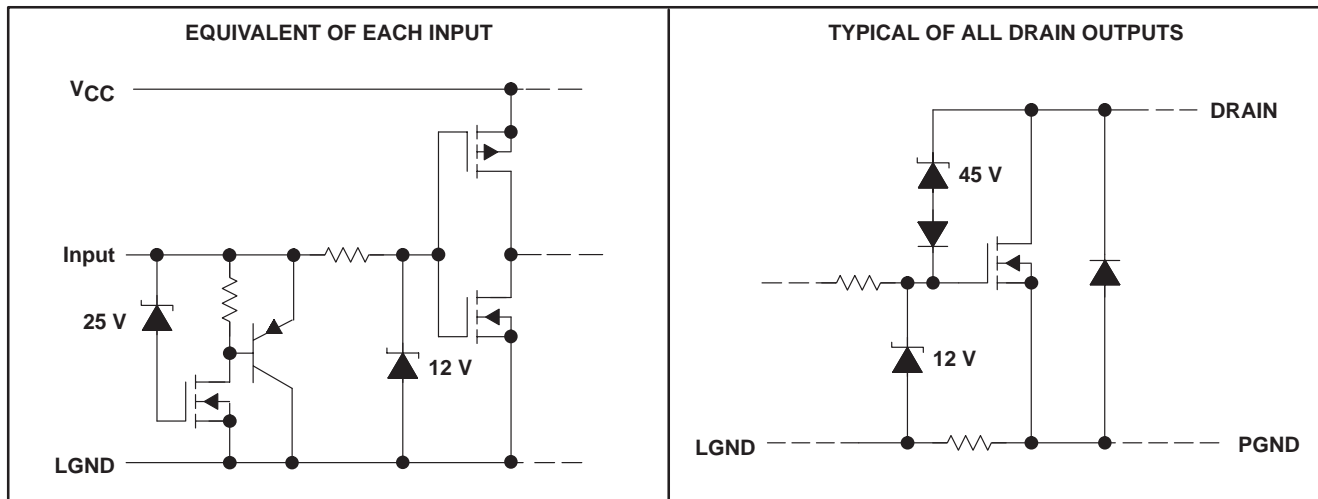 EQUIVALENT OF EACH INPUT
VCC
Input
25 V
12 V
LGND
TYPICAL OF ALL DRAIN OUTPUTS
DRAIN
45 V
12 V
LGND
PGND